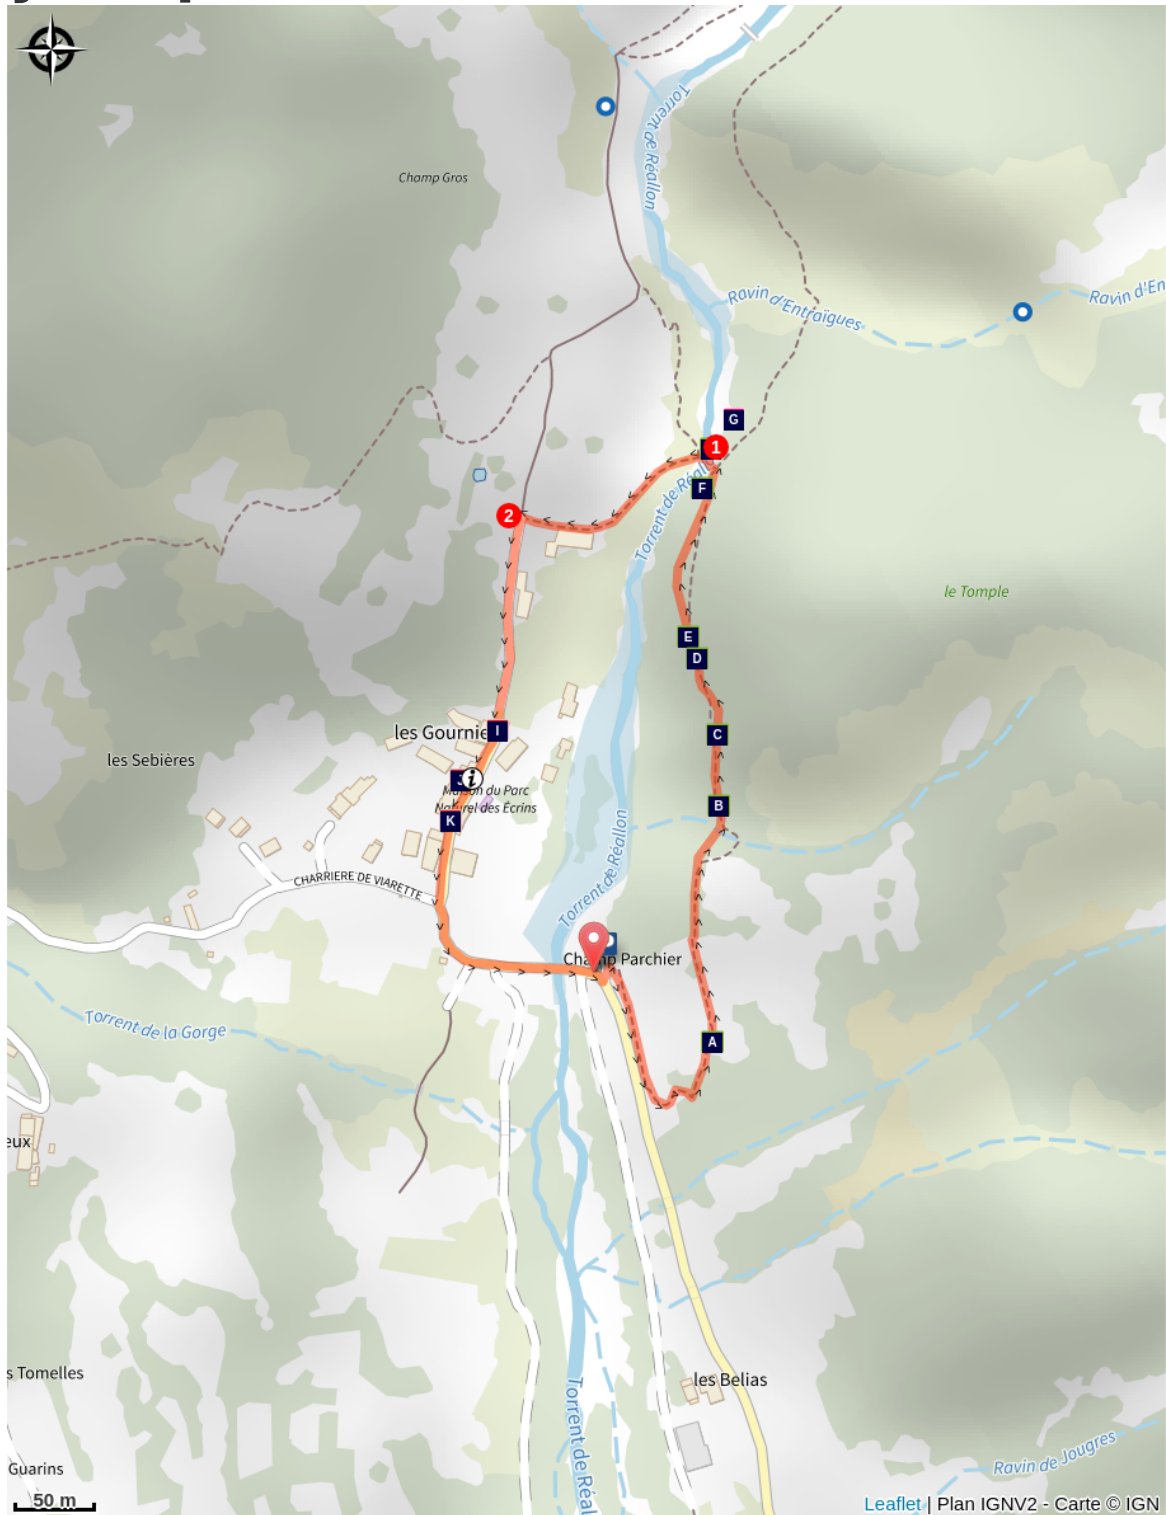 Torrent de Réallon
Champ Gros
Ravin d'Entraïgues
Ravin d'En
G
1
F
Torrent de Réallon
2
le Tomple
E
D
I
les Gournie
C
les Sebières
J
i
Maison du Parc
Naturel des Écrins
B
K
CHARRIERE DE VIARETTE
Torrent de Réallon
Champ Parchier
Torrent de la Gorge
A
eux
s Tomelles
les Belias
Torrent de Réal
Ravin de Jougres
Guarins
50 m
Leaflet | Plan IGNV2 - Carte © IGN